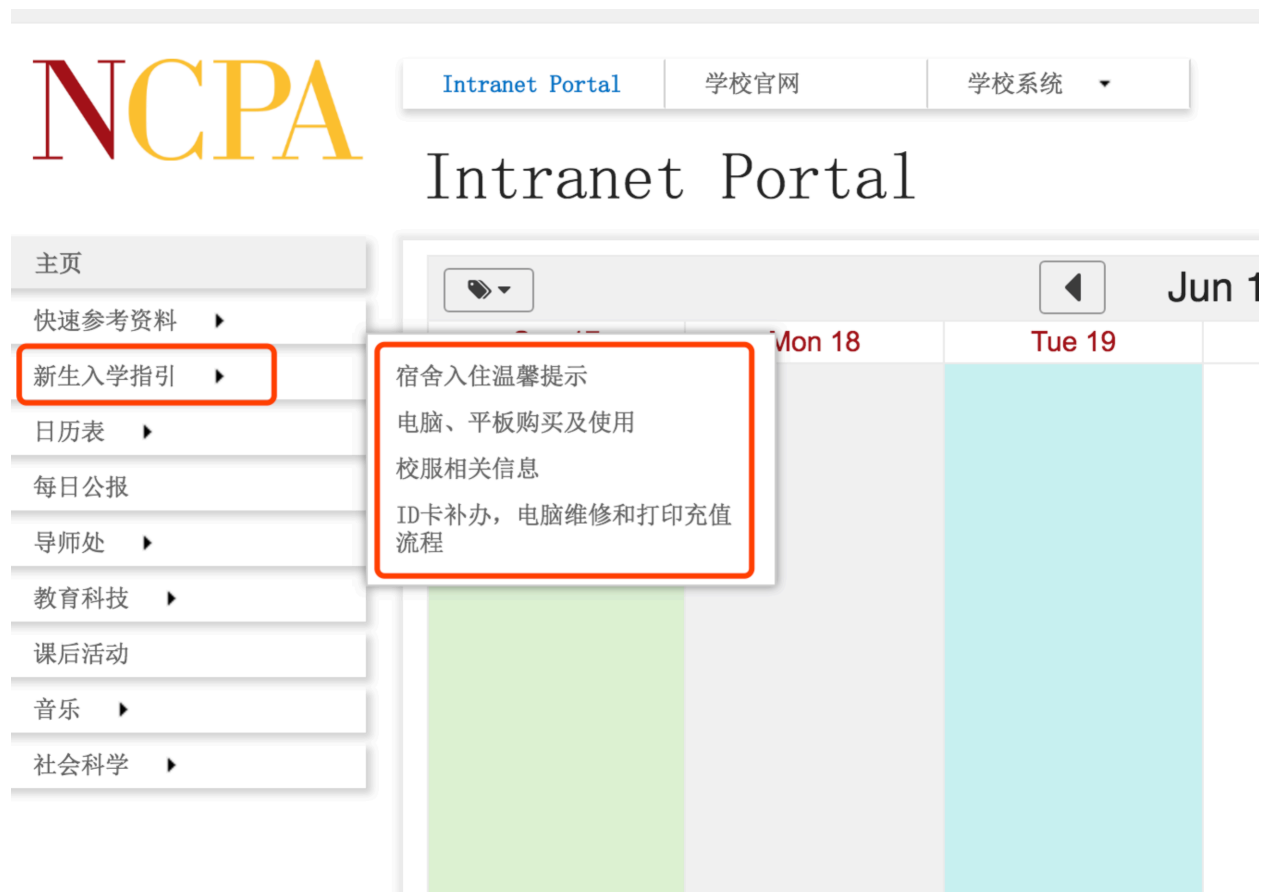 NCPA
Intranet Portal
学校官网
学校系统
Intranet Portal
主页
快速参考资料
新生入学指引
日历表
每日公报
导师处
教育科技
课后活动
音乐
社会科学
宿舍入住温馨提示
电脑、平板购买及使用
校服相关信息
ID卡补办，电脑维修和打印充值
流程
Jun
Mon 18
Tue 19